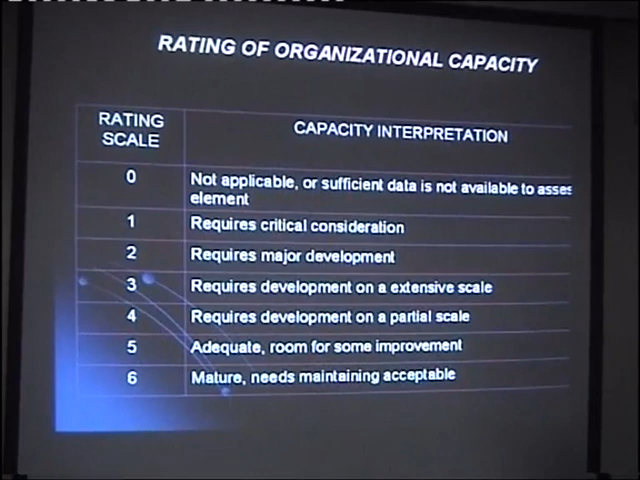 RATING OF ORGANIZATIONAL CAPACITY
RATING SCALE
CAPACITY INTERPRETATION
0
Not applicable, or sufficient data is not available to asses
element
1
Requires critical consideration
2
Requires major development
3
Requires development on a extensive scale
4
Requires development on a partial scale
5
Adequate, room for some improvement
6
Mature, needs maintaining acceptable